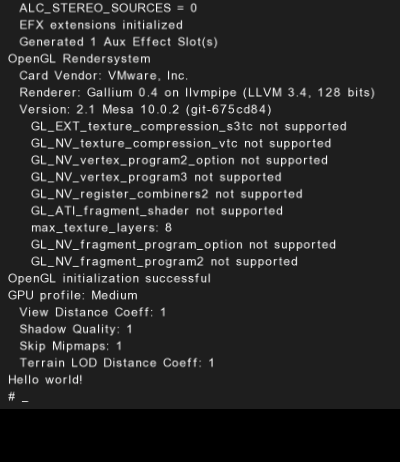 ALC_STEREO_SOURCES = 0
EFX extensions initialized
Generated 1 Aux Effect Slot(s)
OpenGL Rendersystem
Card Vendor: VMware, Inc.
Renderer: Gallium 0.4 on llvmpipe (LLVM 3.4, 128 bits)
Version: 2.1 Mesa 10.0.2 (git-675cd84)
GL_EXT_texture_compression_s3tc not supported
GL_NV_texture_compression_vtc not supported
GL_NV_vertex_program2_option not supported
GL_NV_vertex_program3 not supported
GL_NV_register_combiners2 not supported
GL_ATI_fragment_shader not supported
max_texture_layers: 8
GL_NV_fragment_program_option not supported
GL_NV_fragment_program2 not supported
OpenGL initialization successful
GPU profile: Medium
View Distance Coeff: 1
Shadow Quality: 1
Skip Mipmaps: 1
Terrain LOD Distance Coeff: 1
Hello world!
# _